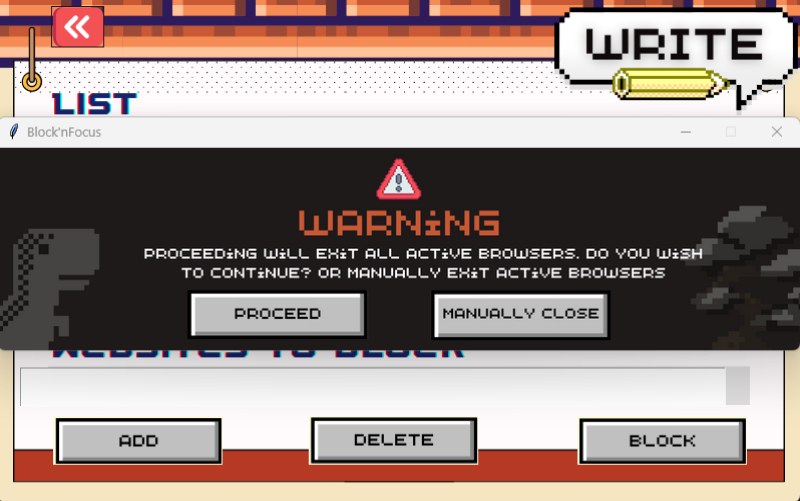 WRITE
LIST
Block'nFocus
WARNING
PROCEEDING WILL EXIT ALL ACTIVE BROWSERS. DO YOU WISH
TO CONTINUE? OR MANUALLY EXIT ACTIVE BROWSERS
PROCEED
MANUALLY CLOSE
WEBSITES TO BLOCK
ADD
DELETE
BLOCK